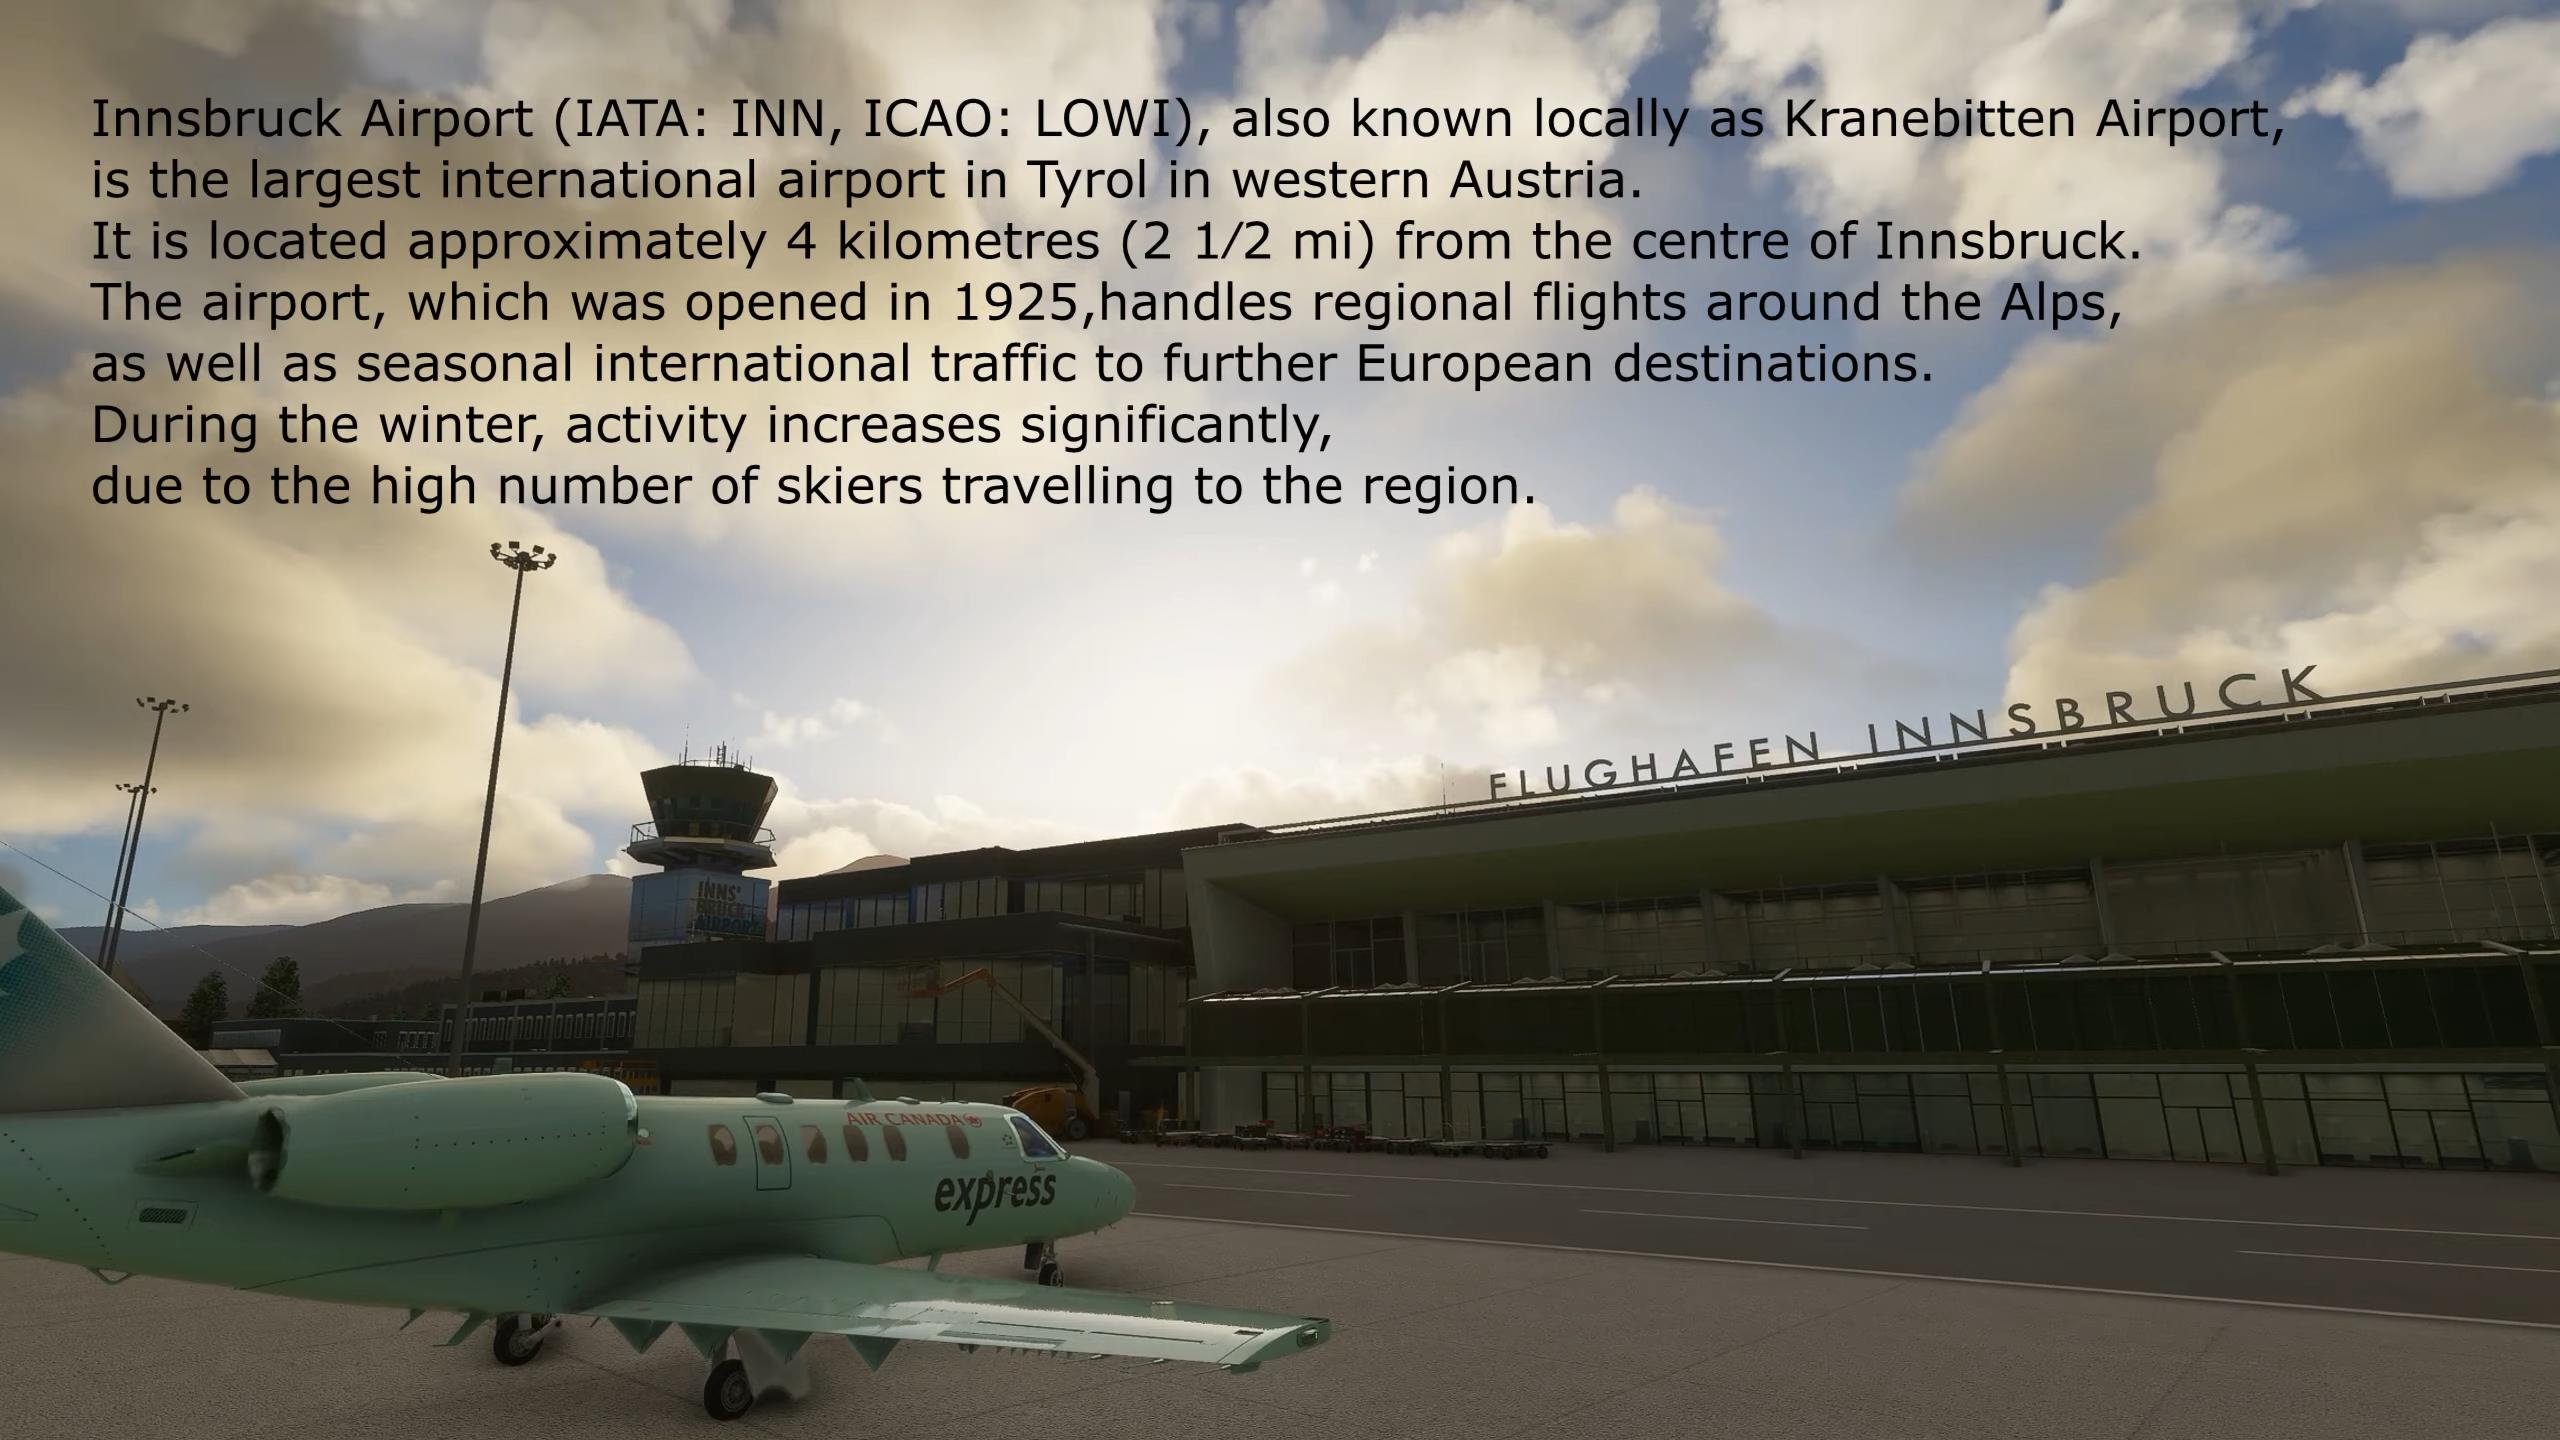 Innsbruck Airport (IATA: INN, ICAO: LOWI), also known locally as Kranebitten Airport,
is the largest international airport in Tyrol in western Austria.
It is located approximately 4 kilometres (2 1/2 mi) from the centre of Innsbruck.
The airport, which was opened in 1925,handles regional flights around the Alps,
as well as seasonal international traffic to further European destinations.
During the winter, activity increases significantly,
due to the high number of skiers travelling to the region.
FLUGHAFEN INNSBRUCK
INNS'
BRUCK
AIRPORT
AIR CANADA
express